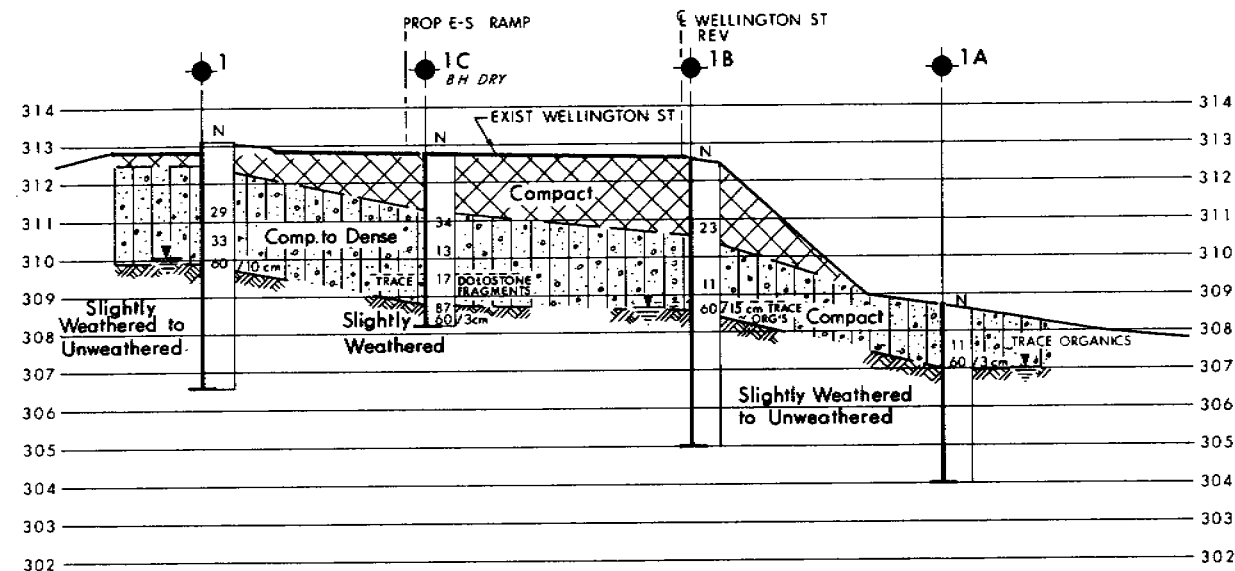 PROP E-S RAMP
℄ WELLINGTON ST
REV
1
1C
BH DRY
1B
1A
314
314
N
N
EXIST WELLINGTON ST
N
313
313
312
Compact
312
29
34
23
311
311
33
Comp. to Dense
13
310
60 / 10 cm
310
TRACE
17
DOLOSTONE
FRAGMENTS
11
309
N
309
Slightly
Weathered to
Unweathered
87
60 / 3cm
Slightly
Weathered
60 / 15 cm TRACE
ORG'S
Compact
308
308
11
TRACE ORGANICS
60 / 3 cm
307
307
Slightly Weathered
to Unweathered
306
306
305
305
304
304
303
303
302
302